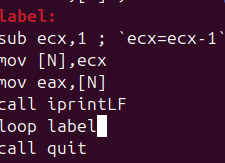 label:
sub ecx,1 ; `ecx=ecx-1`
mov [N],ecx
mov eax,[N]
call iprintLF
loop label
call quit